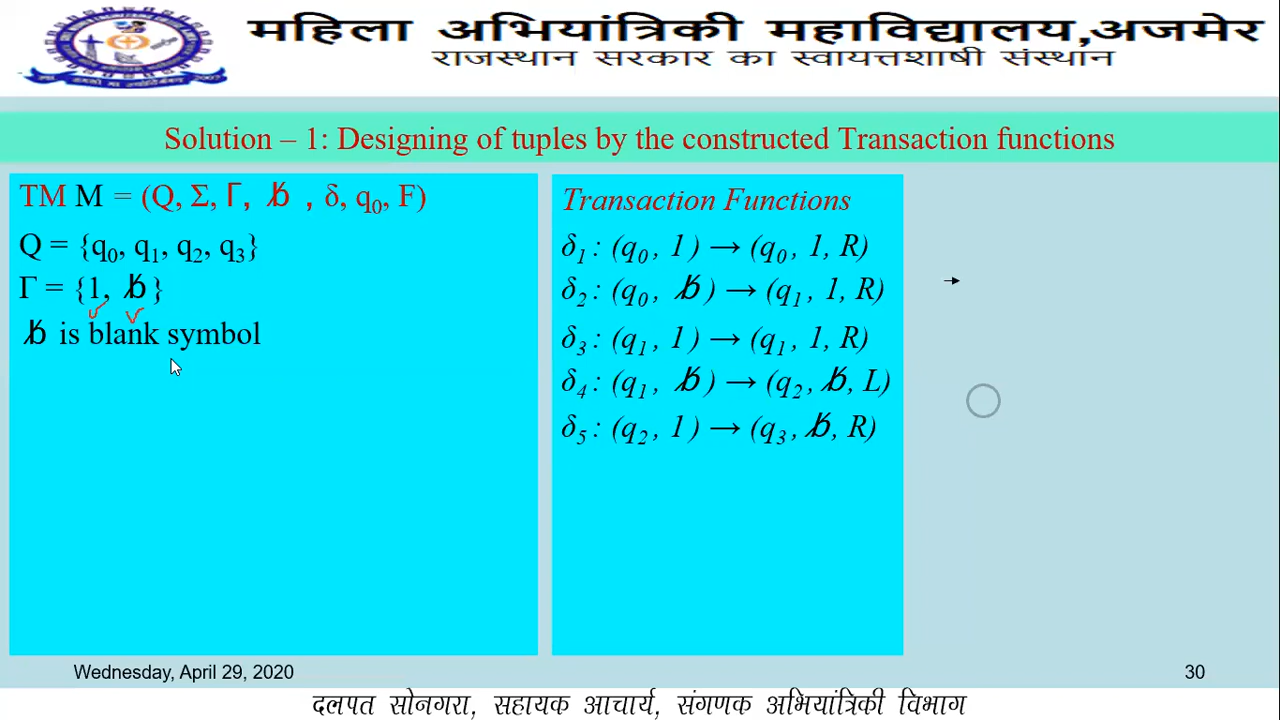 महिला अभियांत्रिकी महाविद्यालय,अजमेर
राजस्थान सरकार का स्वायत्तशाषी संस्थान
Solution – 1: Designing of tuples by the constructed Transaction functions
TM M = (Q, Σ, Γ, ␢ , δ, q₀, F)
Q = {q₀, q₁, q₂, q₃}
Γ = {1, ␢}
␢ is blank symbol
Transaction Functions
δ₁ : (q₀ , 1) → (q₀ , 1, R)
δ₂ : (q₀ , ␢ ) → (q₁ , 1, R)
δ₃ : (q₁ , 1) → (q₁ , 1, R)
δ₄ : (q₁ , ␢ ) → (q₂ , ␢, L)
δ₅ : (q₂ , 1) → (q₃ , ␢, R)
→
Wednesday, April 29, 2020
30
दलपत सोनगरा, सहायक आचार्य, संगणक अभियांत्रिकी विभाग